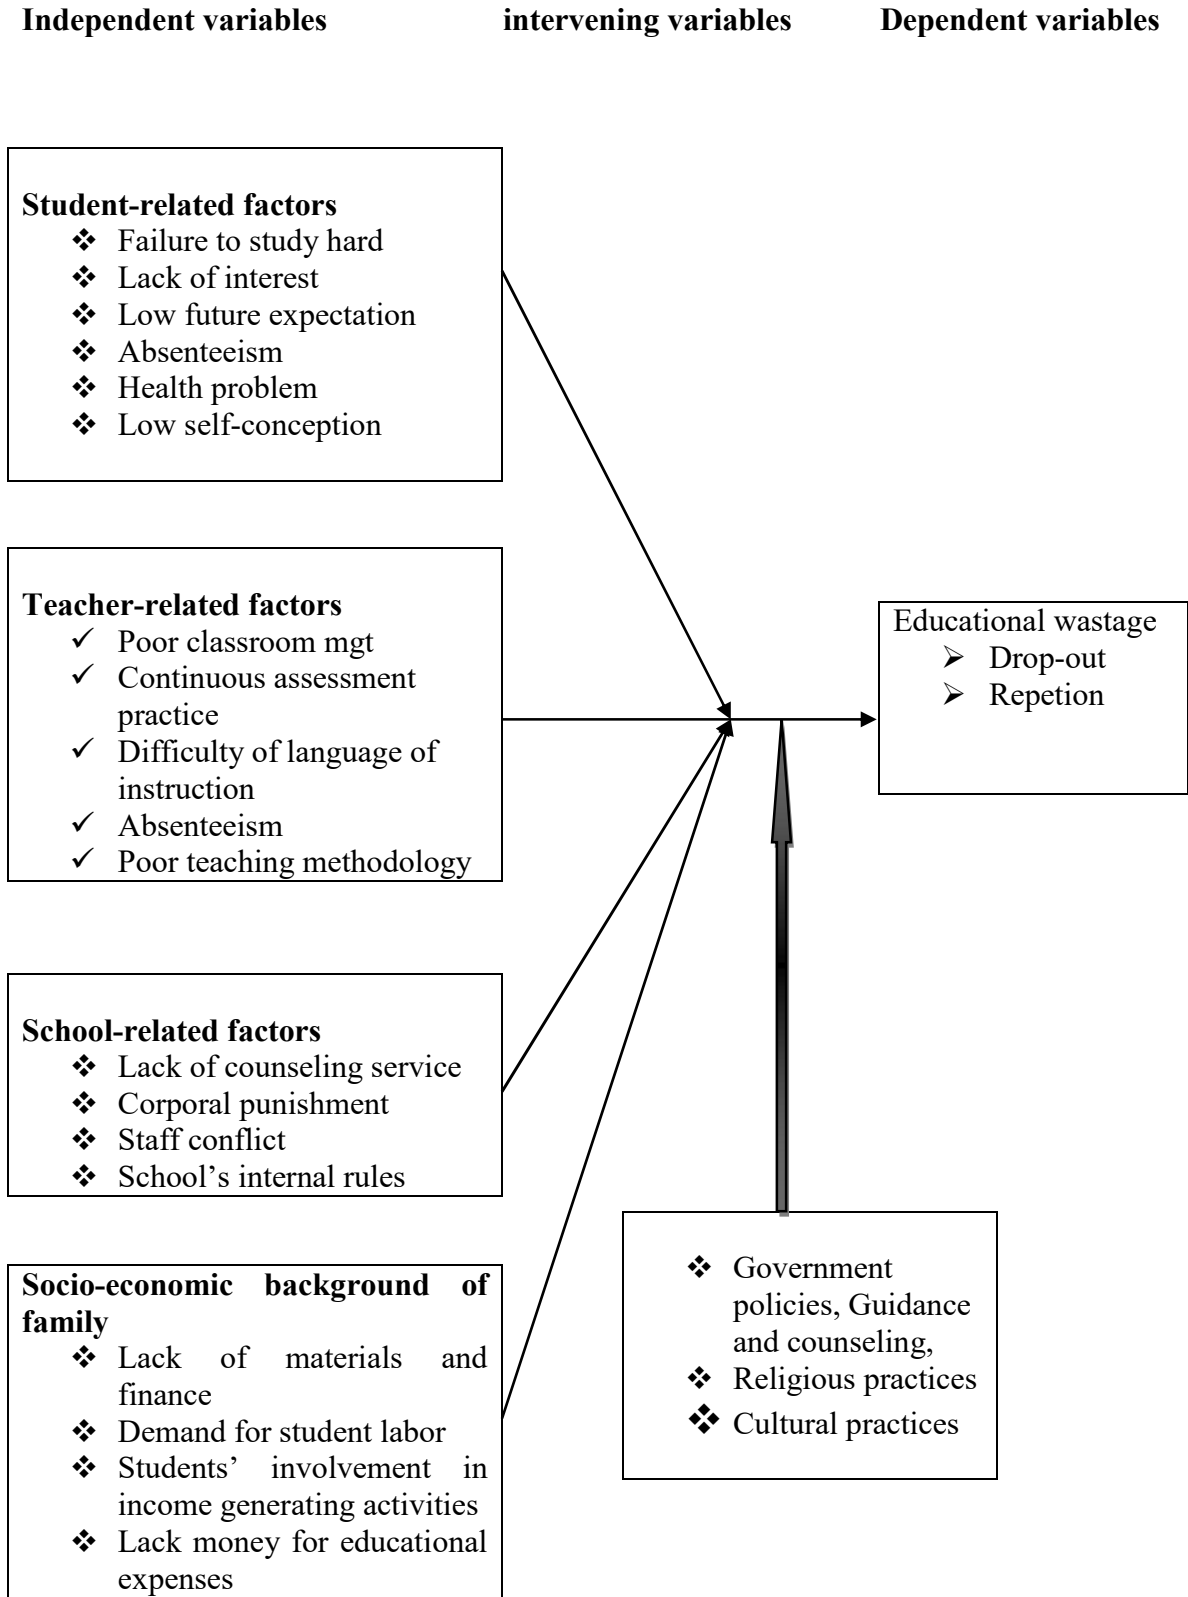 Independent variables intervening variables Dependent variables
Student-related factors
❖ Failure to study hard
❖ Lack of interest
❖ Low future expectation
❖ Absenteeism
❖ Health problem
❖ Low self-conception
Teacher-related factors
✓ Poor classroom mgt
✓ Continuous assessment
practice
✓ Difficulty of language of
instruction
✓ Absenteeism
✓ Poor teaching methodology
School-related factors
❖ Lack of counseling service
❖ Corporal punishment
❖ Staff conflict
❖ School’s internal rules
Socio-economic background of
family
❖ Lack of materials and
finance
❖ Demand for student labor
❖ Students’ involvement in
income generating activities
❖ Lack money for educational
expenses
❖ Government
policies, Guidance
and counseling,
❖ Religious practices
❖ Cultural practices
Educational wastage
➢ Drop-out
➢ Repetion